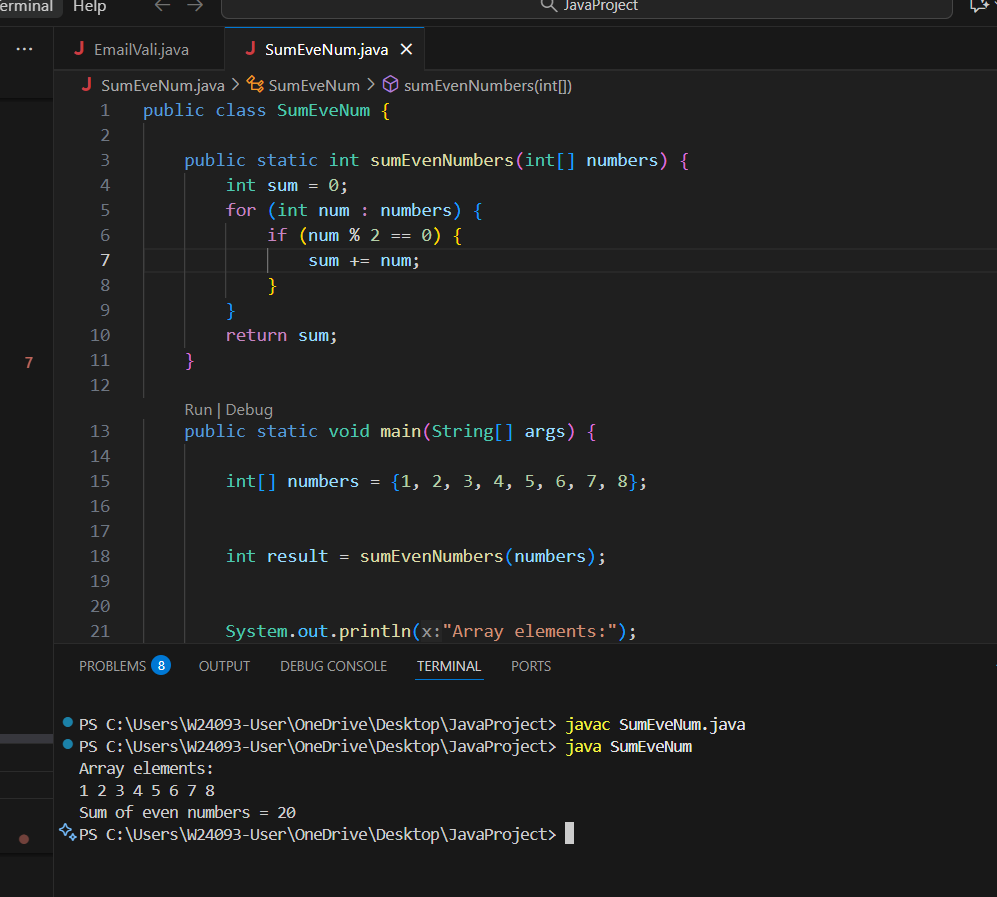 erminal Help JavaProject
EmailVali.java SumEveNum.java
SumEveNum.java > SumEveNum > sumEvenNumbers(int[])
1 public class SumEveNum {
2
3 public static int sumEvenNumbers(int[] numbers) {
4 int sum = 0;
5 for (int num : numbers) {
6 if (num % 2 == 0) {
7 sum += num;
8 }
9 }
10 return sum;
7 11 }
12
Run | Debug
13 public static void main(String[] args) {
14
15 int[] numbers = {1, 2, 3, 4, 5, 6, 7, 8};
16
17
18 int result = sumEvenNumbers(numbers);
19
20
21 System.out.println(x:"Array elements:");
PROBLEMS 8 OUTPUT DEBUG CONSOLE TERMINAL PORTS
PS C:\Users\W24093-User\OneDrive\Desktop\JavaProject> javac SumEveNum.java
PS C:\Users\W24093-User\OneDrive\Desktop\JavaProject> java SumEveNum
Array elements:
1 2 3 4 5 6 7 8
Sum of even numbers = 20
PS C:\Users\W24093-User\OneDrive\Desktop\JavaProject>